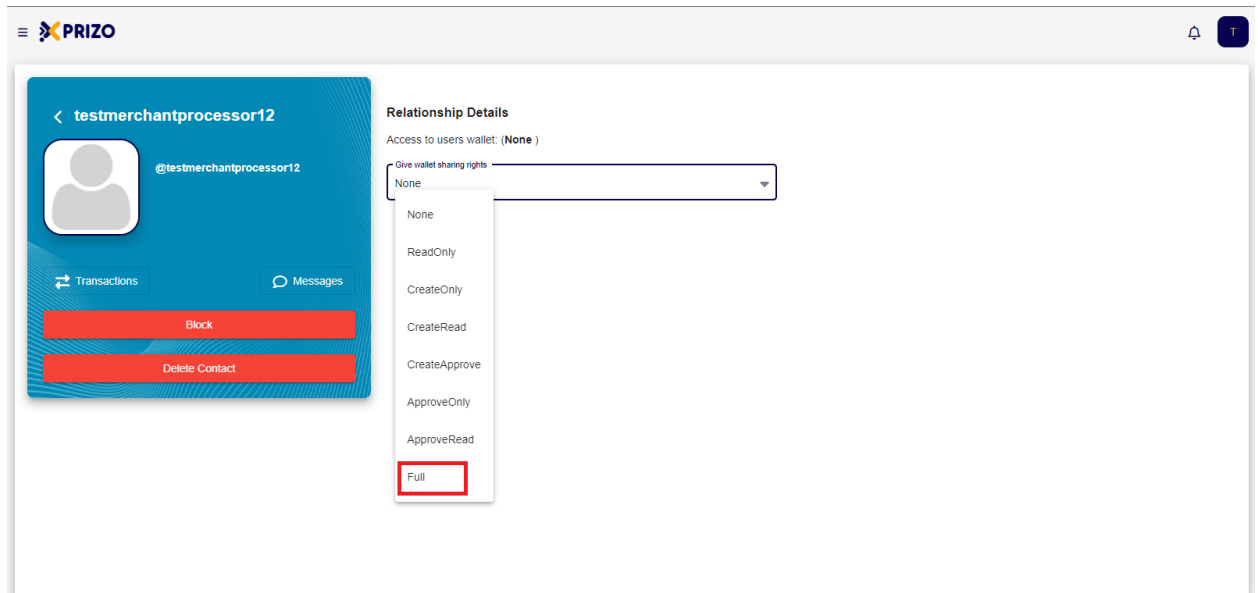 XPRIZO
T
testmerchantprocessor12
@testmerchantprocessor12
Transactions
Messages
Block
Delete Contact
Relationship Details
Access to users wallet: (None )
Give wallet sharing rights
None
None
ReadOnly
CreateOnly
CreateRead
CreateApprove
ApproveOnly
ApproveRead
Full